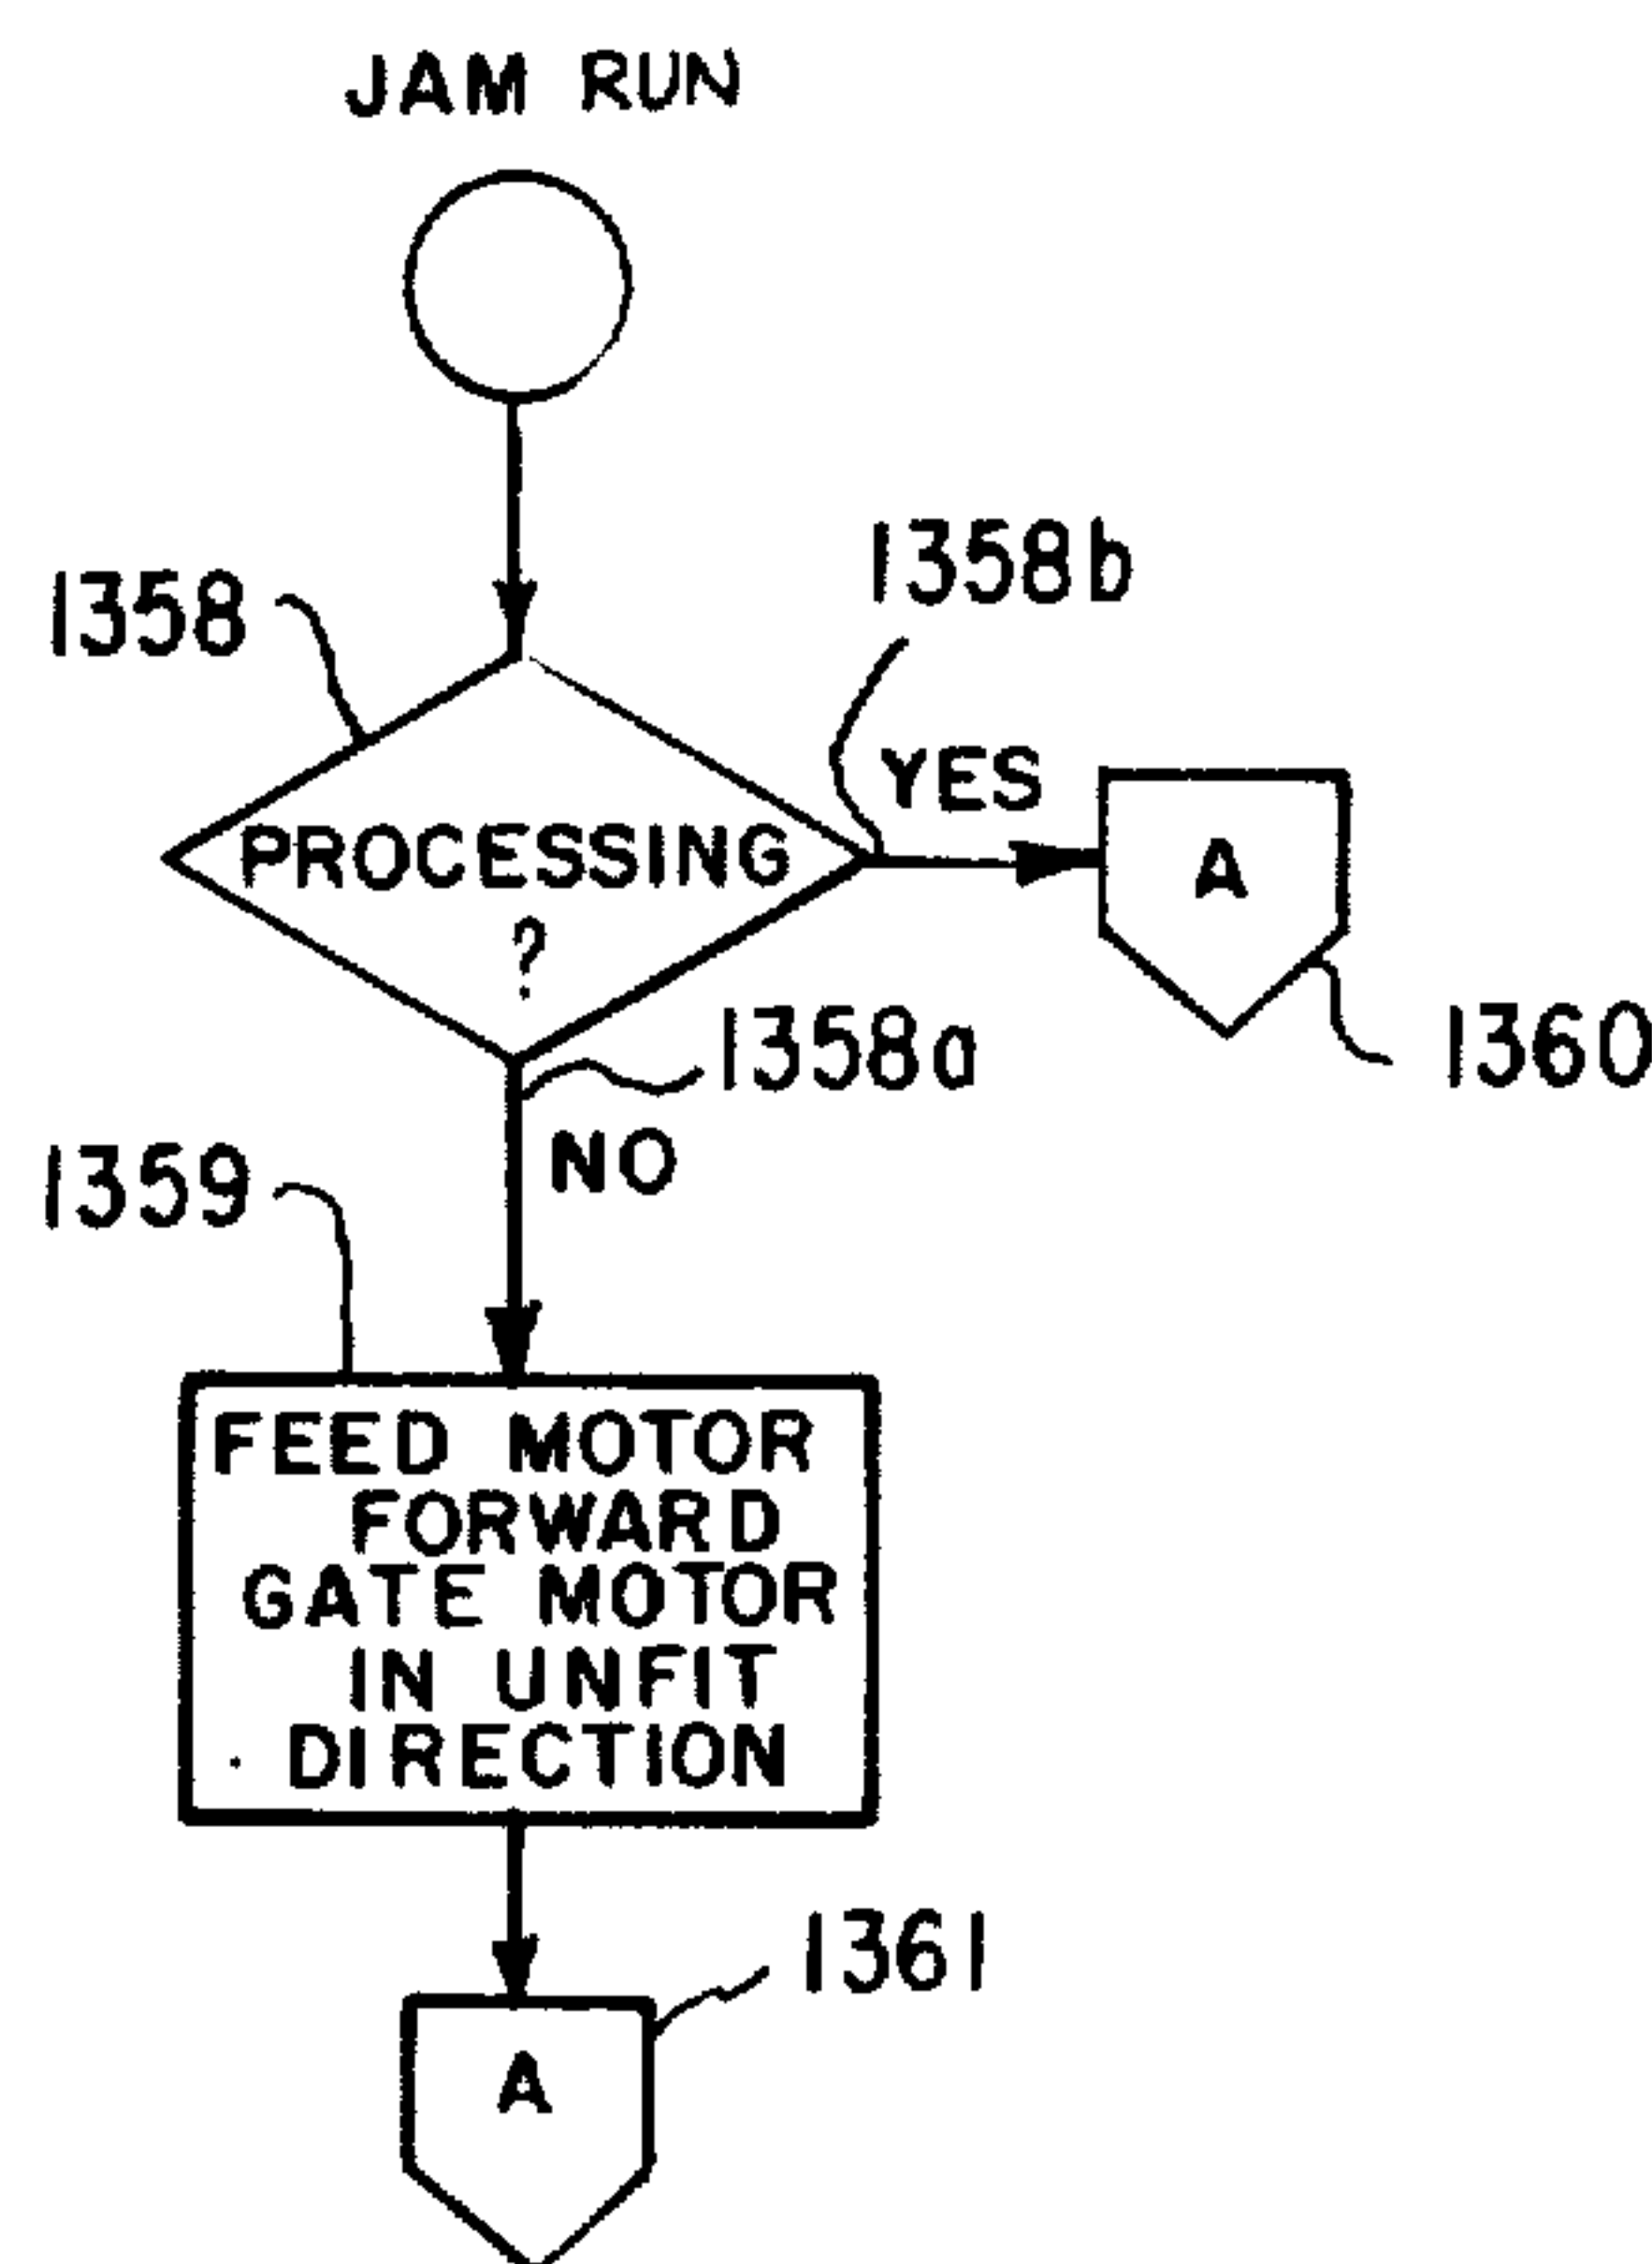 JAM RUN
1358
1358b
YES
PROCESSING
?
A
1360
1358a
NO
1359
FEED MOTOR
FORWARD
GATE MOTOR
IN UNFIT
DIRECTION
1361
A